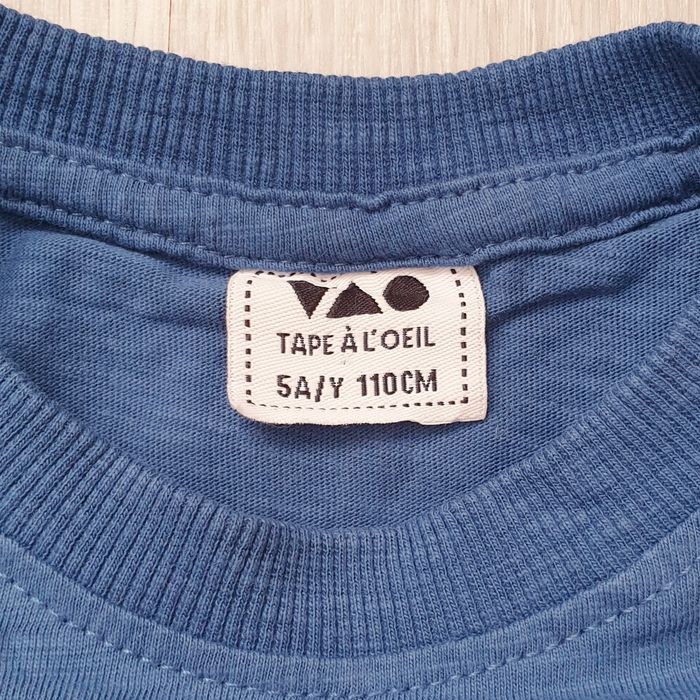 TAPE À L'OEIL
5A/Y 110CM